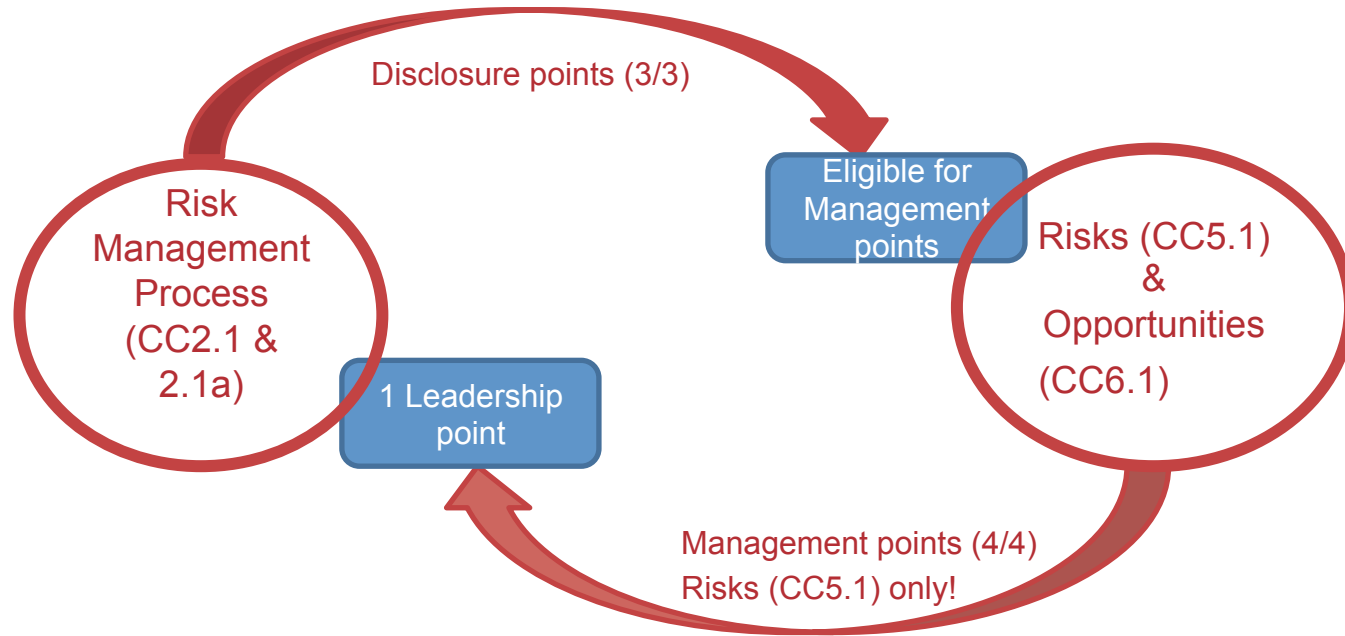 Disclosure points (3/3)
Risk
Management
Process
(CC2.1 &
2.1a)
Eligible for
Management
points
Risks (CC5.1)
&
Opportunities
(CC6.1)
1 Leadership
point
Management points (4/4)
Risks (CC5.1) only!